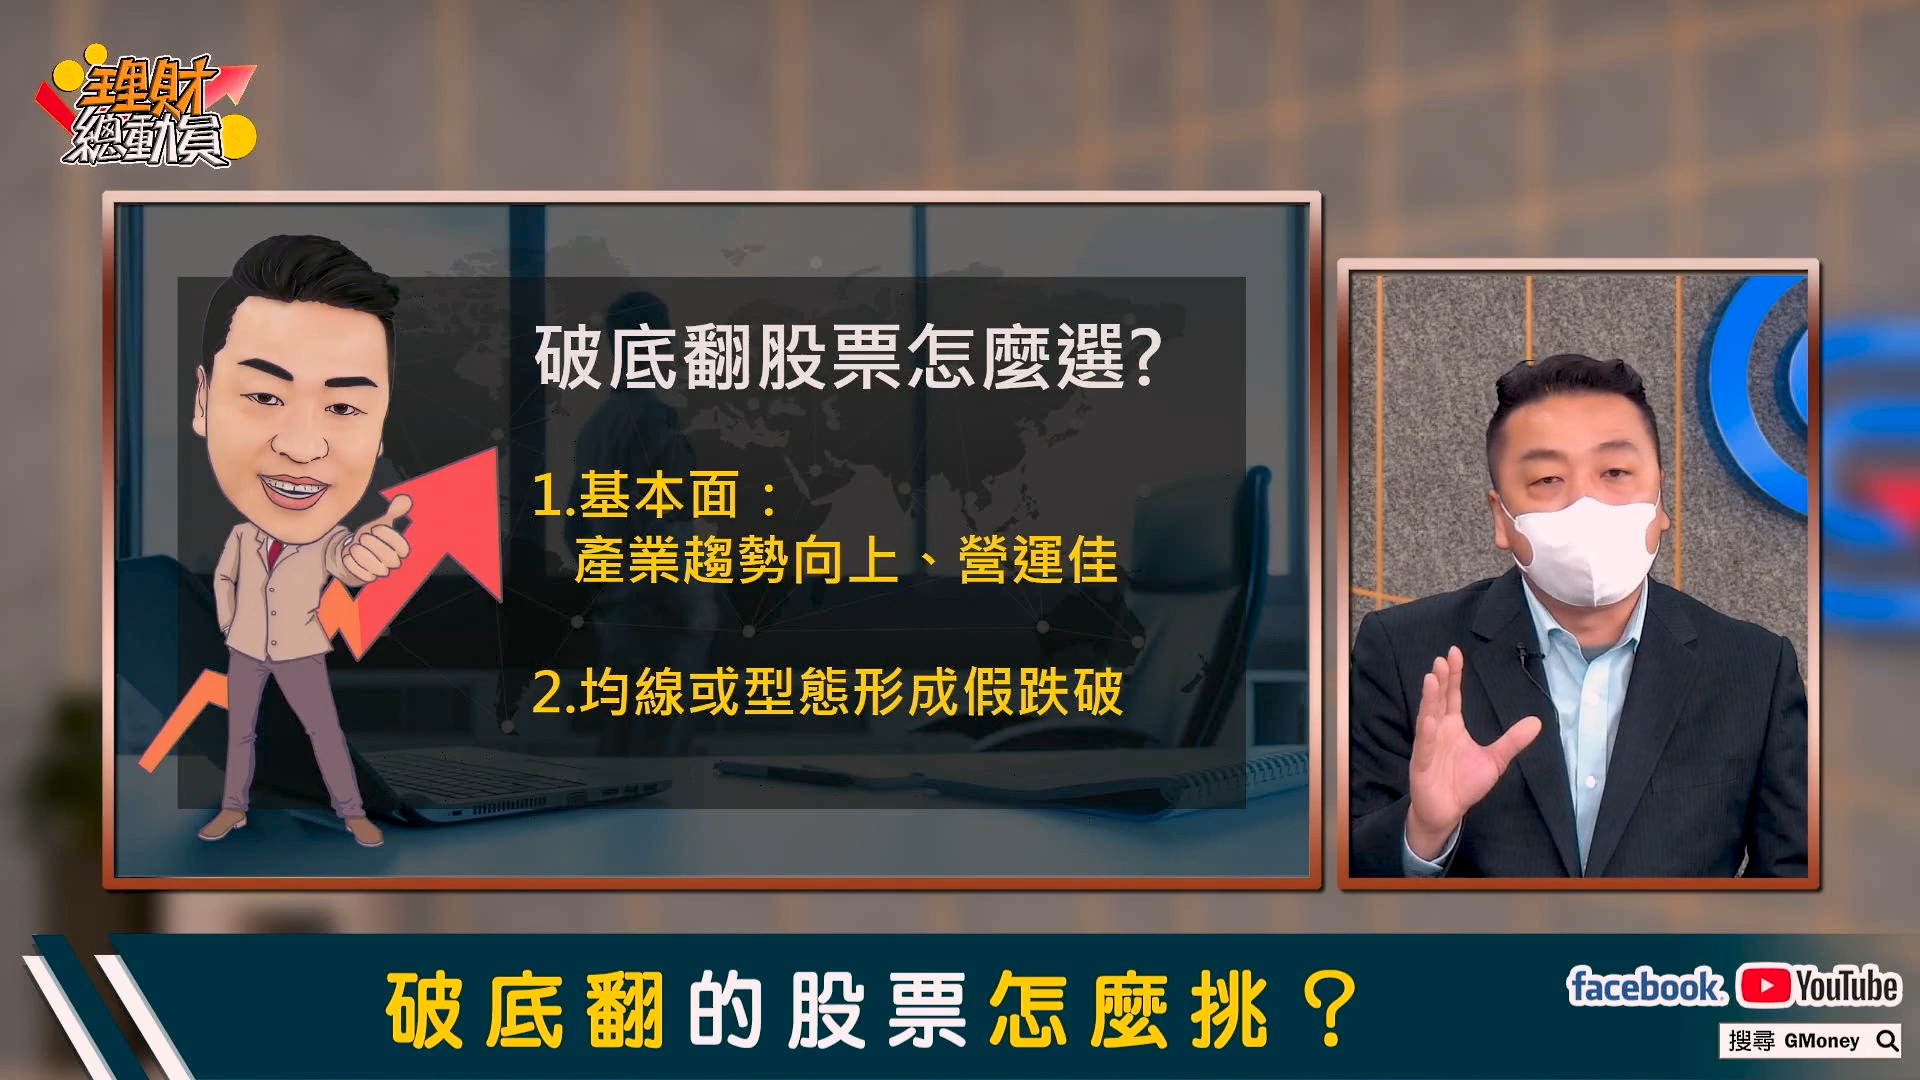 理財
總動員
破底翻股票怎麼選?
1.基本面：
產業趨勢向上、營運佳
2.均線或型態形成假跌破
破底翻的股票怎麼挑？
facebook.
YouTube
搜尋 GMoney